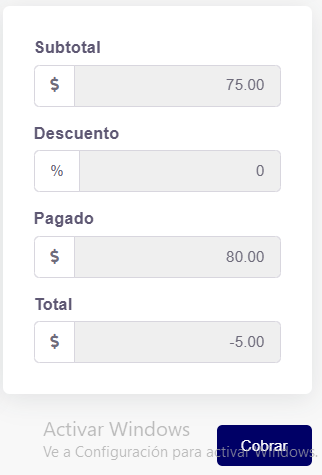 Subtotal
$ 75.00
Descuento
% 0
Pagado
$ 80.00
Total
$ -5.00
Activar Windows
Cobrar
Ve a Configuración para activar Windows.